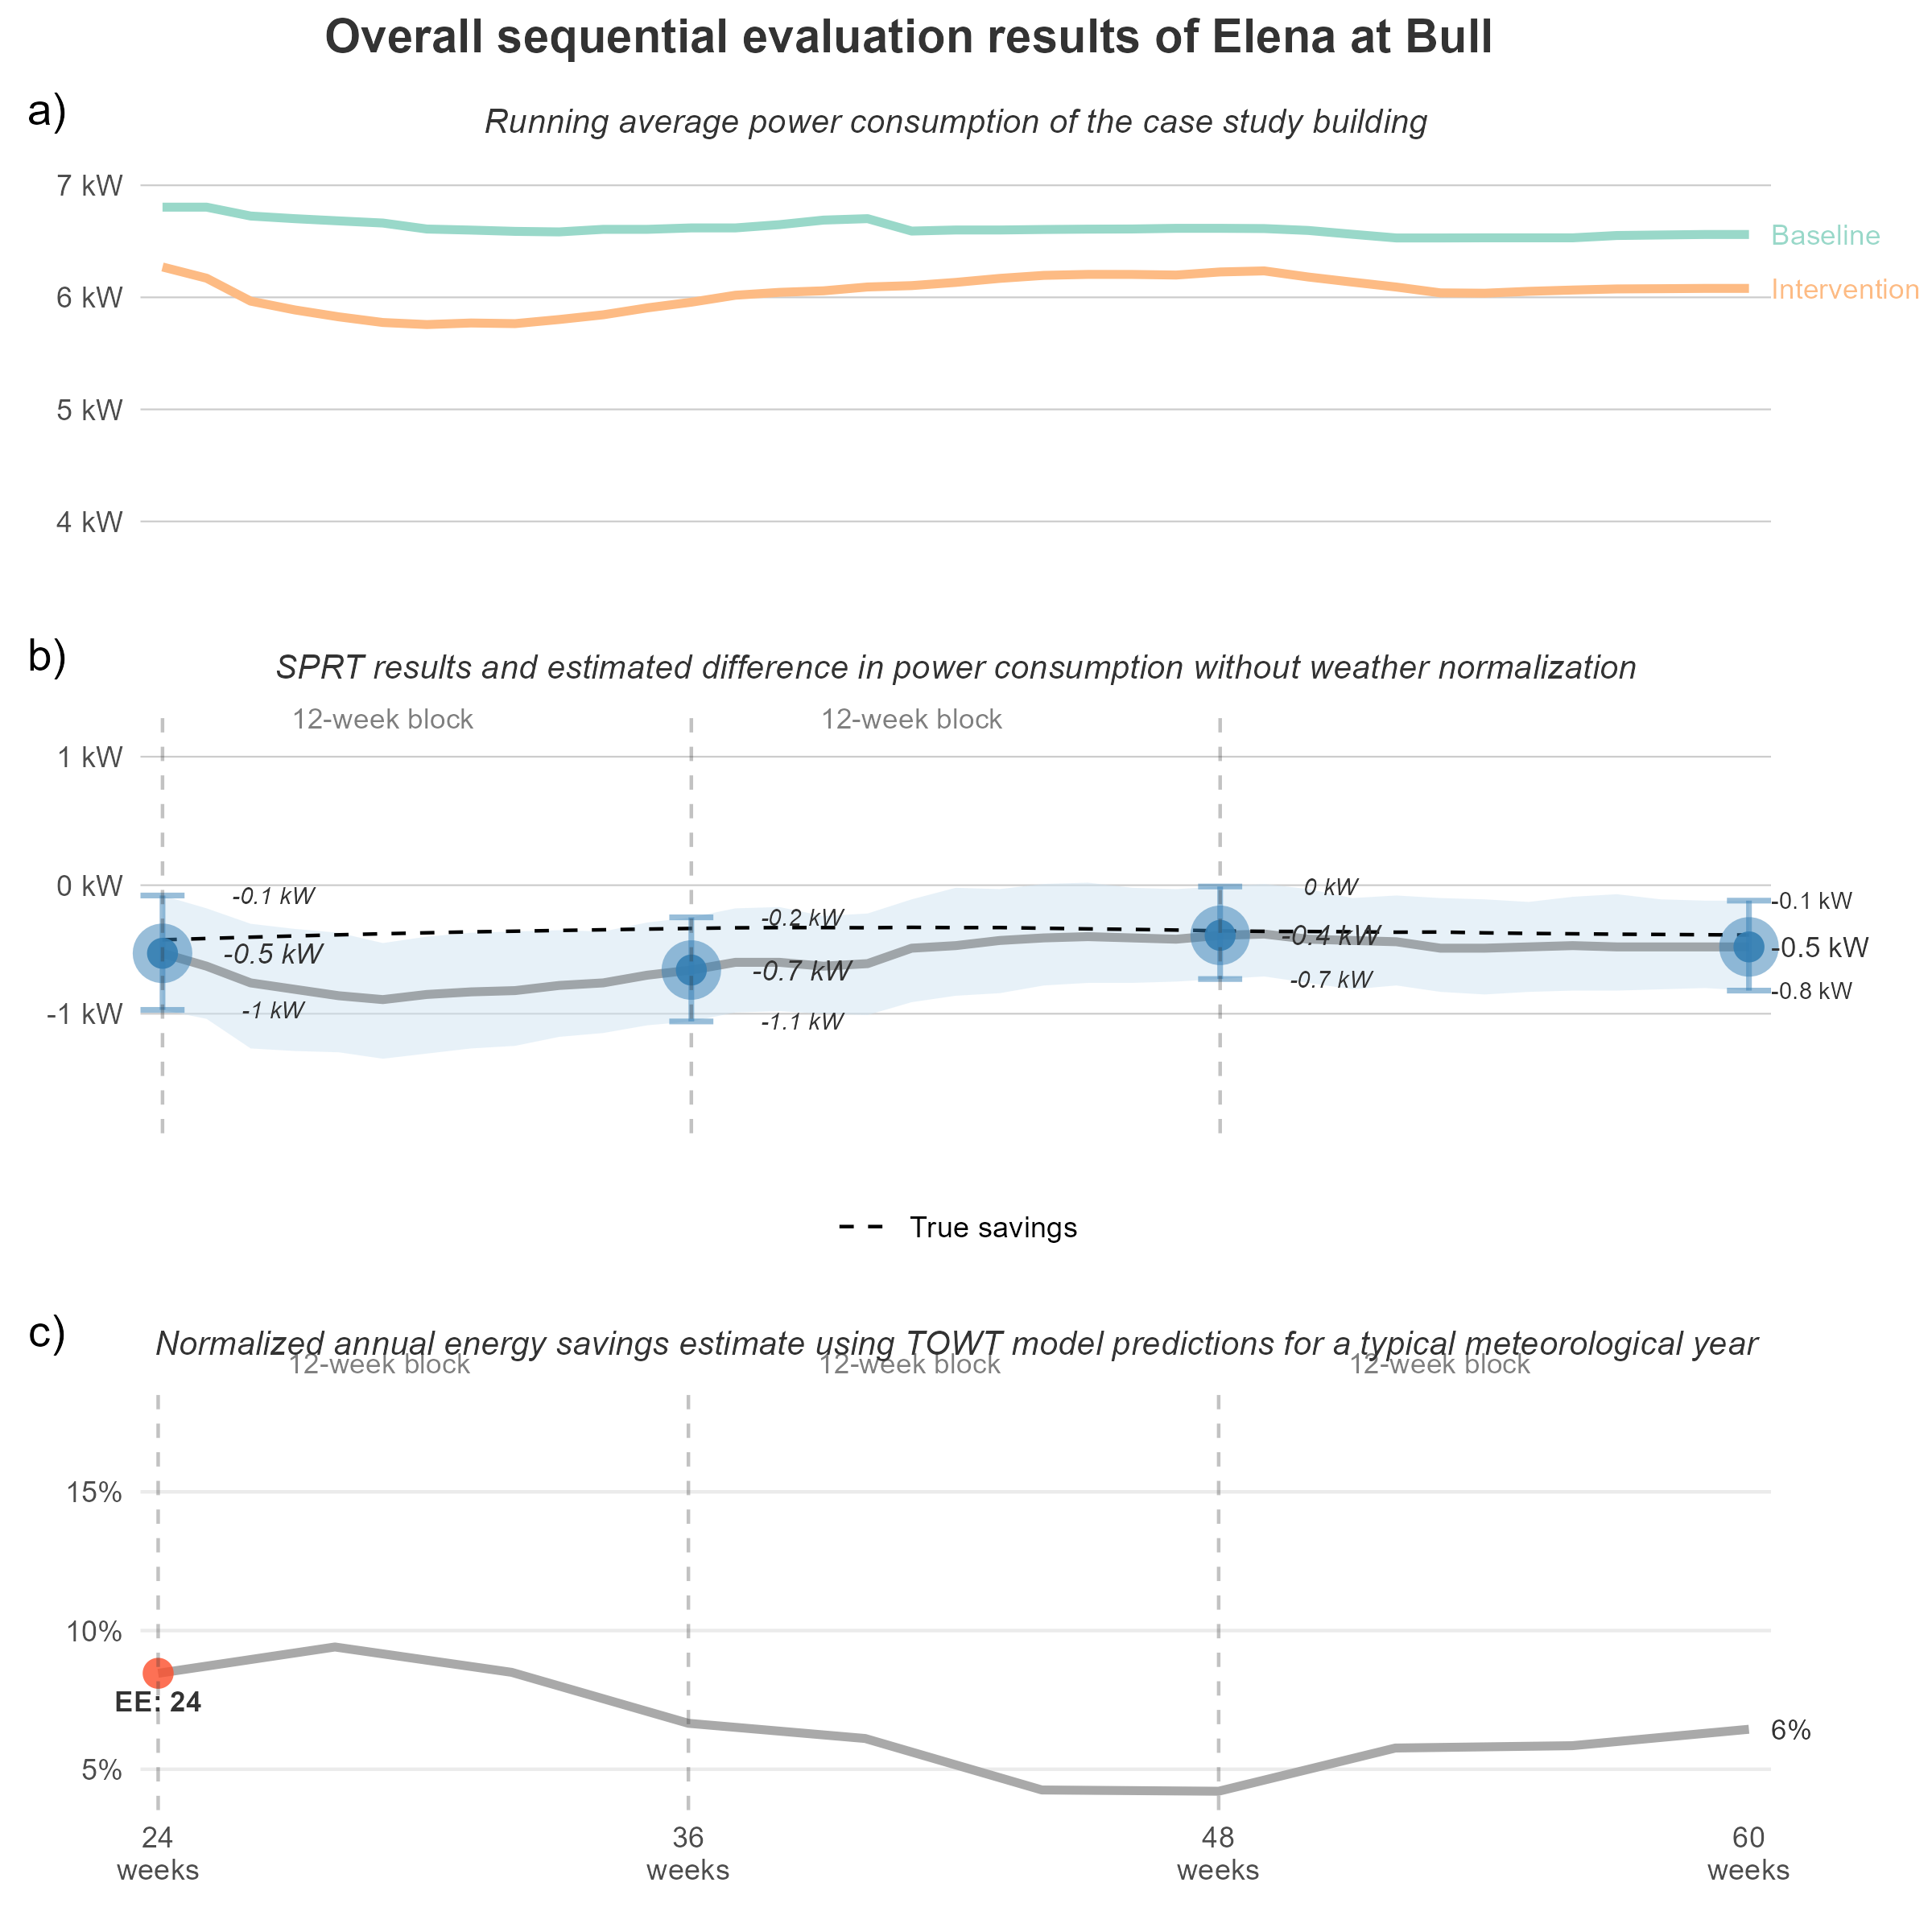 Overall sequential evaluation results of Elena at Bull
a)
Running average power consumption of the case study building
7 kW
Baseline
Intervention
6 kW
5 kW
4 kW
b)
SPRT results and estimated difference in power consumption without weather normalization
12-week block
12-week block
1 kW
0 kW
-0.1 kW
-0.2 kW
0 kW
-0.1 kW
-0.5 kW
-0.7 kW
-0.4 kW
-0.5 kW
-1 kW
-1 kW
-1.1 kW
-0.7 kW
-0.8 kW
True savings
c)
Normalized annual energy savings estimate using TOWT model predictions for a typical meteorological year
12-week block
12-week block
12-week block
15%
10%
EE: 24
6%
5%
24
weeks
36
weeks
48
weeks
60
weeks